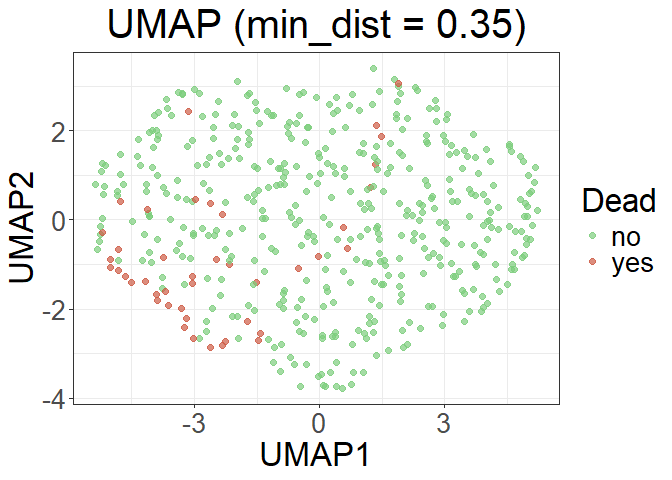 UMAP (min_dist = 0.35)
UMAP2
2
0
-2
-4
-3
0
3
UMAP1
Dead
no
yes